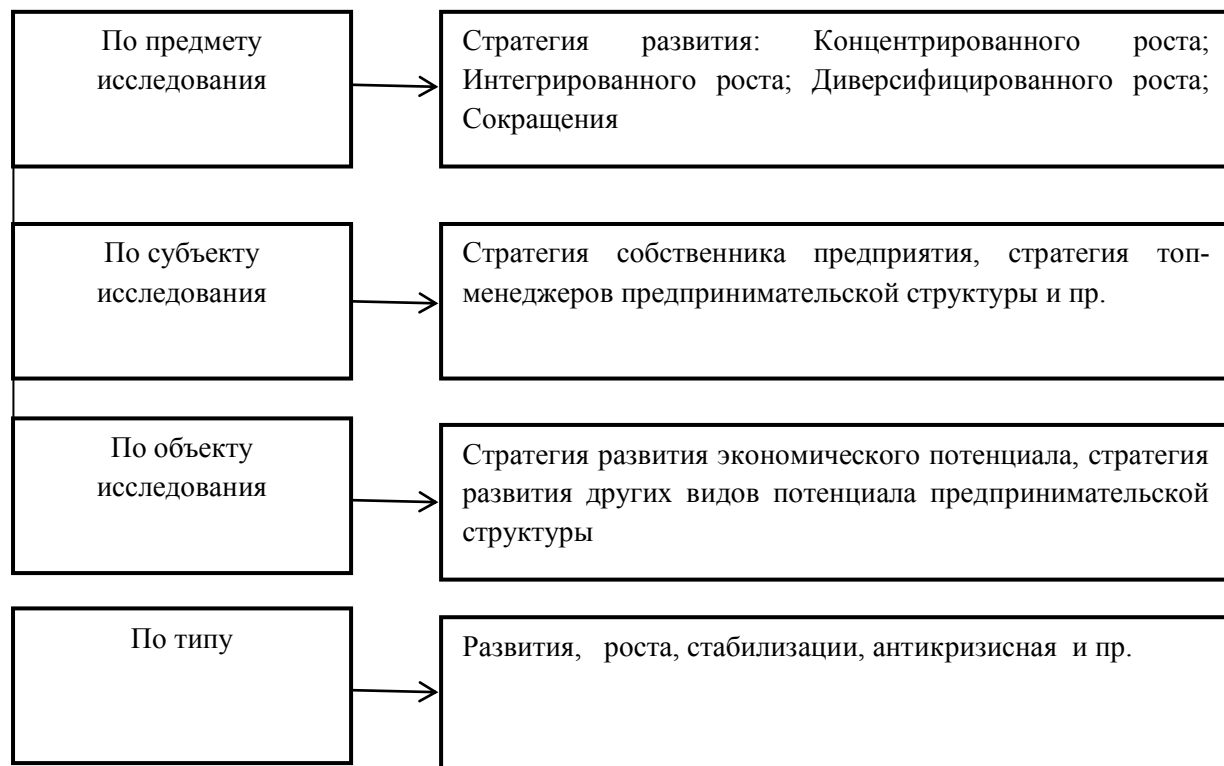 По предмету
исследования
Стратегия развития: Концентрированного роста;
Интегрированного роста; Диверсифицированного роста;
Сокращения
По субъекту
исследования
Стратегия собственника предприятия, стратегия топ-
менеджеров предпринимательской структуры и пр.
По объекту
исследования
Стратегия развития экономического потенциала, стратегия
развития других видов потенциала предпринимательской
структуры
По типу
Развития, роста, стабилизации, антикризисная и пр.